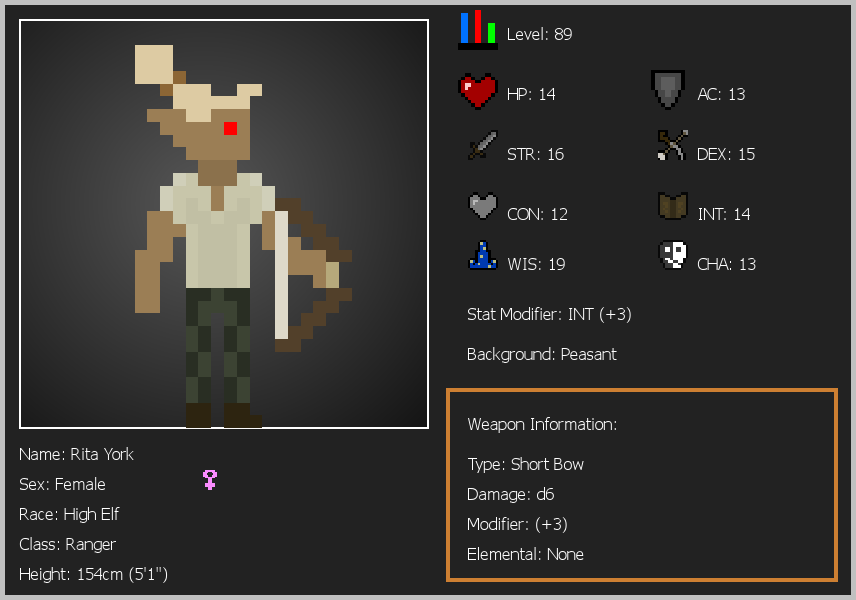 Level: 89
HP: 14
AC: 13
STR: 16
DEX: 15
CON: 12
INT: 14
WIS: 19
CHA: 13
Stat Modifier: INT (+3)
Background: Peasant
Weapon Information:
Type: Short Bow
Damage: d6
Modifier: (+3)
Elemental: None
Name: Rita York
Sex: Female
Race: High Elf
Class: Ranger
Height: 154cm (5'1")